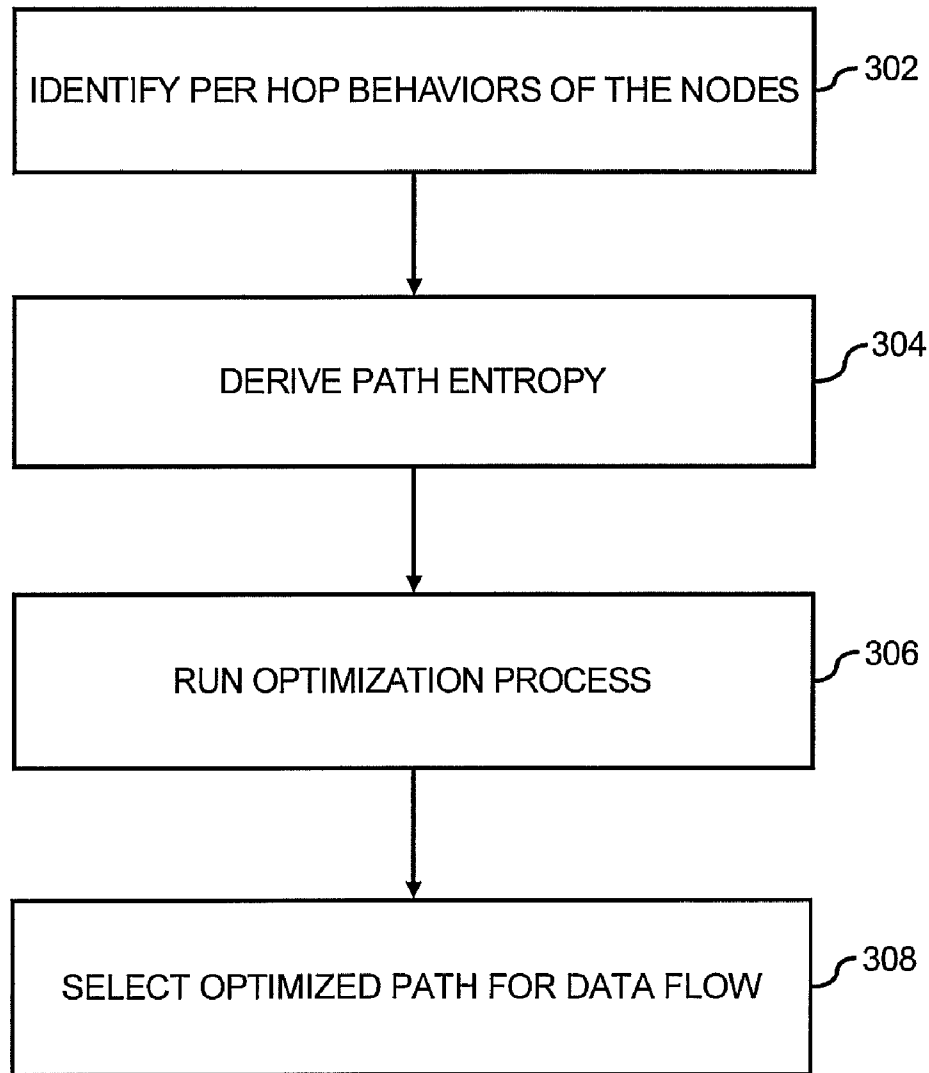 IDENTIFY PER HOP BEHAVIORS OF THE NODES
302
DERIVE PATH ENTROPY
304
RUN OPTIMIZATION PROCESS
306
SELECT OPTIMIZED PATH FOR DATA FLOW
308